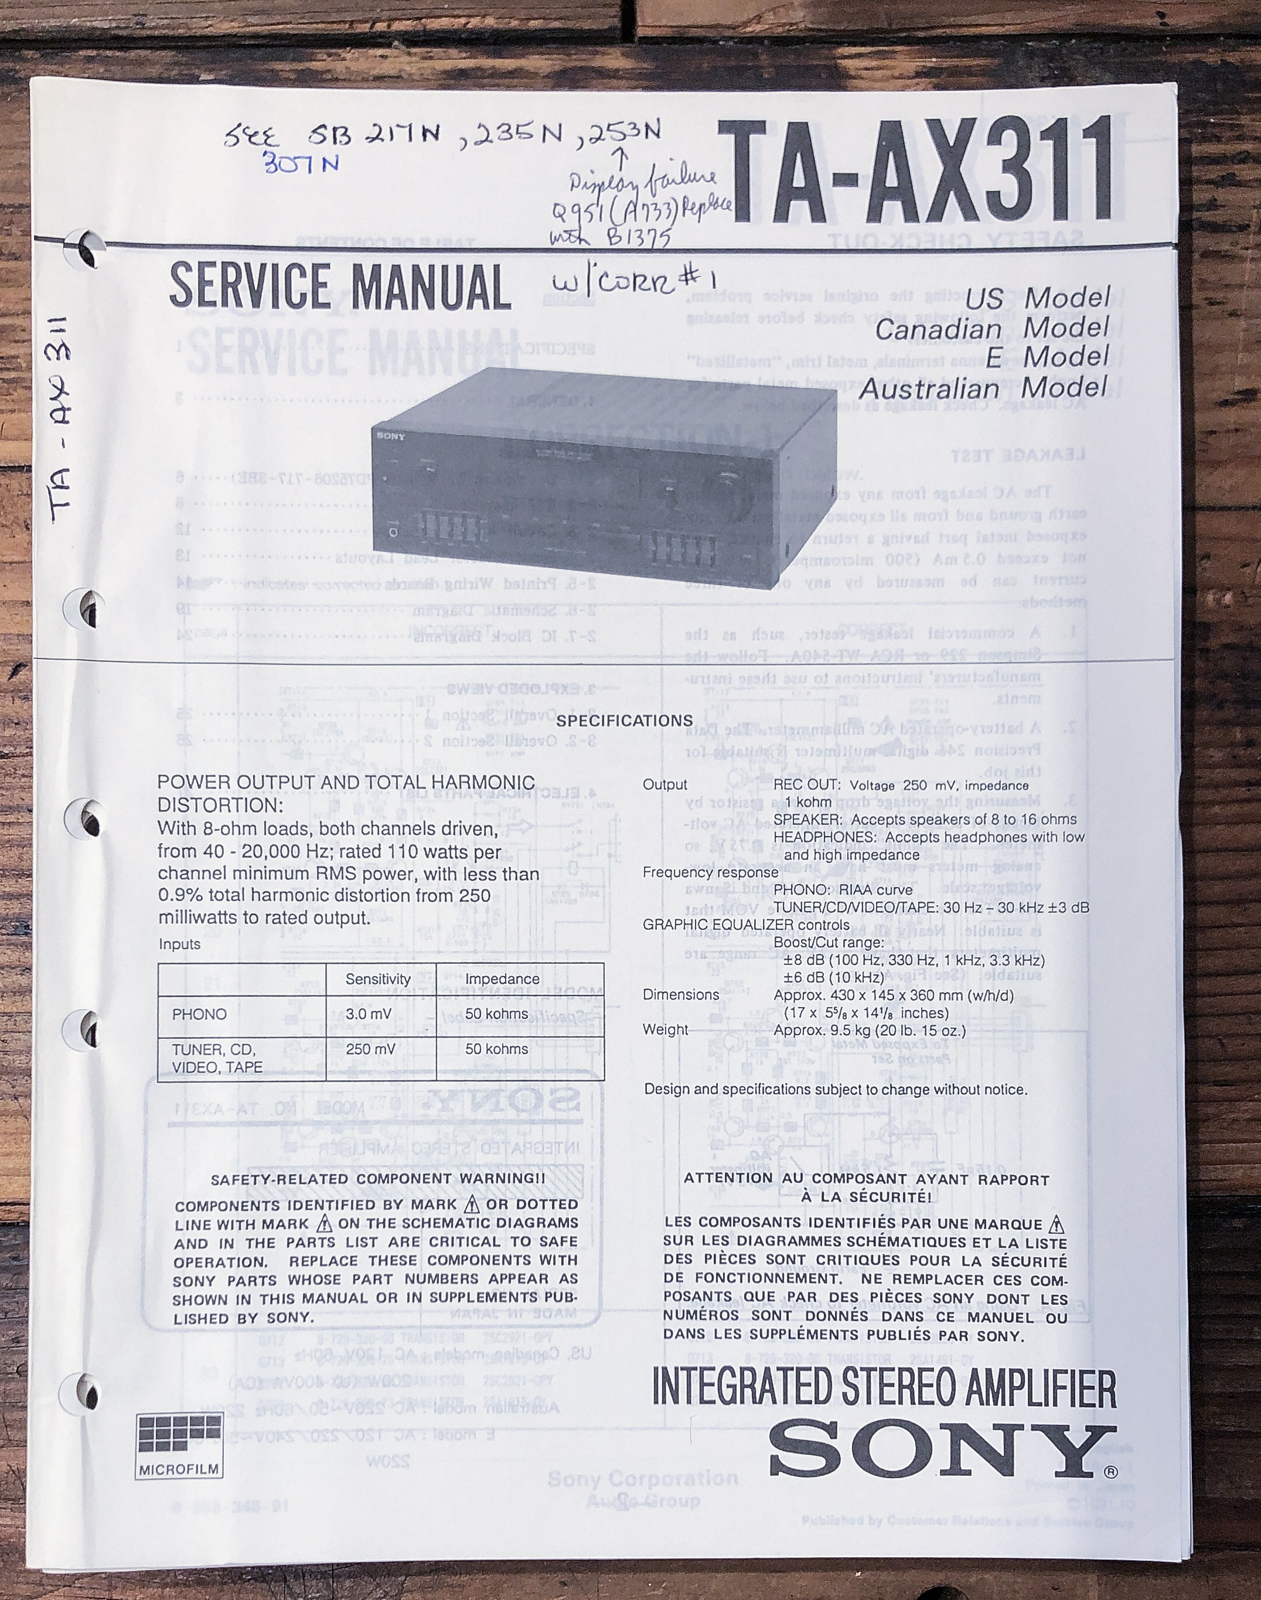 SEE SB 217N , 235N , 253N
307N
↑
Display failure
Q951 (A733) Replace
with B1375
TA-AX311
SERVICE MANUAL
w/CORR #1
US Model
Canadian Model
E Model
Australian Model
TA - AX 311
SONY
SPECIFICATIONS
POWER OUTPUT AND TOTAL HARMONIC
DISTORTION:
With 8-ohm loads, both channels driven,
from 40 - 20,000 Hz; rated 110 watts per
channel minimum RMS power, with less than
0.9% total harmonic distortion from 250
milliwatts to rated output.
Inputs
Sensitivity Impedance
PHONO 3.0 mV 50 kohms
TUNER, CD,
VIDEO, TAPE 250 mV 50 kohms
Output REC OUT: Voltage 250 mV, impedance
1 kohm
SPEAKER: Accepts speakers of 8 to 16 ohms
HEADPHONES: Accepts headphones with low
and high impedance
Frequency response
PHONO: RIAA curve
TUNER/CD/VIDEO/TAPE: 30 Hz – 30 kHz ±3 dB
GRAPHIC EQUALIZER controls
Boost/Cut range:
±8 dB (100 Hz, 330 Hz, 1 kHz, 3.3 kHz)
±6 dB (10 kHz)
Dimensions Approx. 430 x 145 x 360 mm (w/h/d)
(17 x 5⁵/₈ x 14¹/₈ inches)
Weight Approx. 9.5 kg (20 lb. 15 oz.)
Design and specifications subject to change without notice.
SAFETY-RELATED COMPONENT WARNING!!
COMPONENTS IDENTIFIED BY MARK ⚠ OR DOTTED
LINE WITH MARK ⚠ ON THE SCHEMATIC DIAGRAMS
AND IN THE PARTS LIST ARE CRITICAL TO SAFE
OPERATION. REPLACE THESE COMPONENTS WITH
SONY PARTS WHOSE PART NUMBERS APPEAR AS
SHOWN IN THIS MANUAL OR IN SUPPLEMENTS PUB-
LISHED BY SONY.
ATTENTION AU COMPOSANT AYANT RAPPORT
À LA SÉCURITÉ!
LES COMPOSANTS IDENTIFIÉS PAR UNE MARQUE ⚠
SUR LES DIAGRAMMES SCHÉMATIQUES ET LA LISTE
DES PIÈCES SONT CRITIQUES POUR LA SÉCURITÉ
DE FONCTIONNEMENT. NE REMPLACER CES COM-
POSANTS QUE PAR DES PIÈCES SONY DONT LES
NUMÉROS SONT DONNÉS DANS CE MANUEL OU
DANS LES SUPPLÉMENTS PUBLIÉS PAR SONY.
INTEGRATED STEREO AMPLIFIER
SONY®
MICROFILM
Sony Corporation
Audio Group